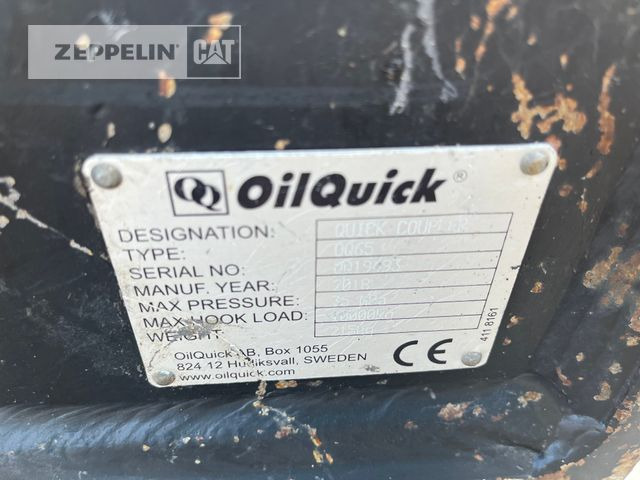 ZEPPELIN CAT
OQ OilQuick ®
DESIGNATION: QUICK COUPLER
TYPE: OQ65
SERIAL NO:
MANUF. YEAR: 2018
MAX PRESSURE:
MAX HOOK LOAD:
WEIGHT:
OilQuick AB, Box 1055
824 12 Hudiksvall, SWEDEN
www.oilquick.com
CE
411 8161